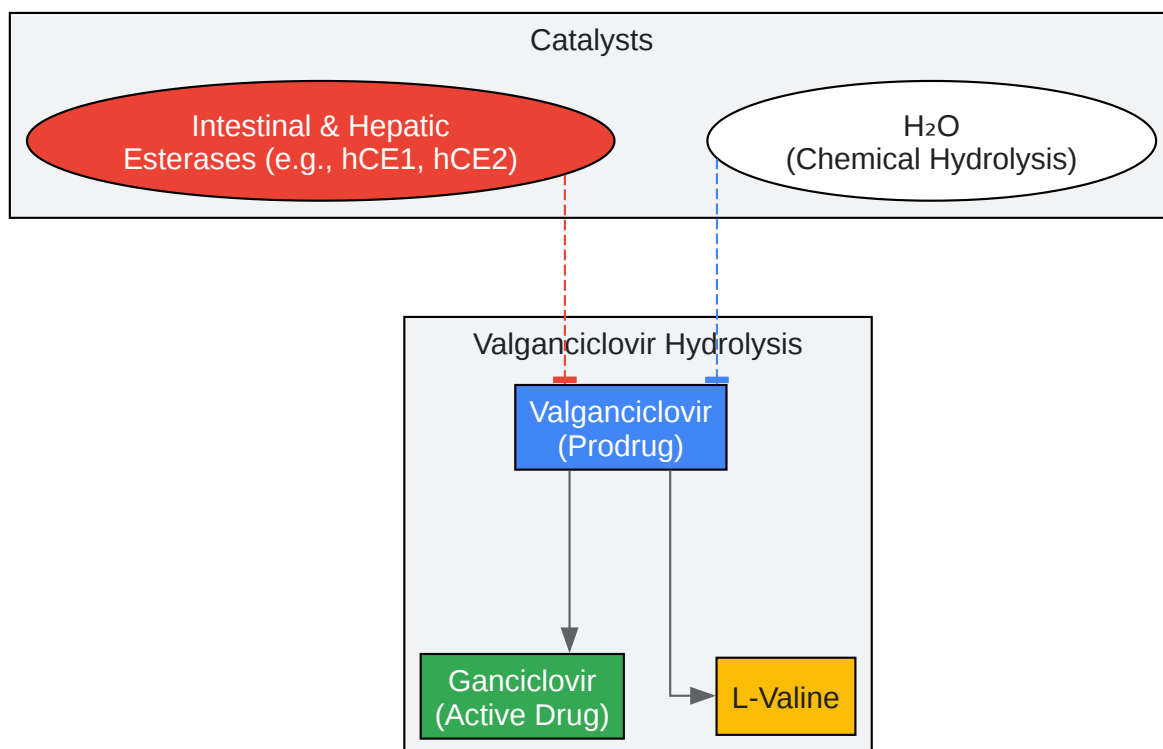 Catalysts
Intestinal & Hepatic
Esterases (e.g., hCE1, hCE2)
H₂O
(Chemical Hydrolysis)
Valganciclovir Hydrolysis
Valganciclovir
(Prodrug)
Ganciclovir
(Active Drug)
L-Valine